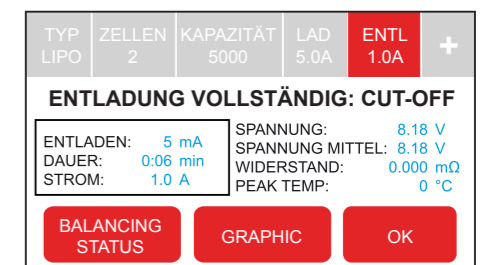 TYP ZELLEN KAPAZITÄT LAD ENTL +
LIPO 2 5000 5.0A 1.0A
ENTLADUNG VOLLSTÄNDIG: CUT-OFF
ENTLADEN: 5 mA
DAUER: 0:06 min
STROM: 1.0 A
SPANNUNG: 8.18 V
SPANNUNG MITTEL: 8.18 V
WIDERSTAND: 0.000 mΩ
PEAK TEMP: 0 °C
BALANCING
STATUS
GRAPHIC
OK